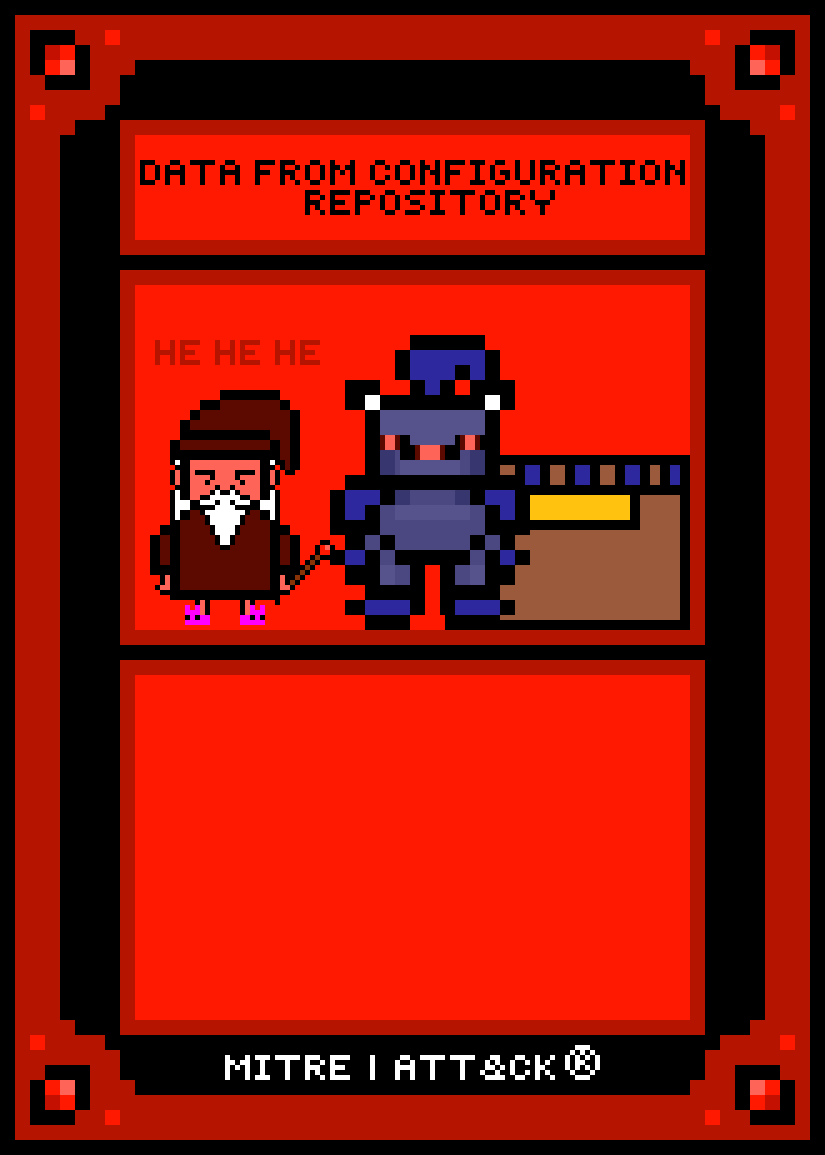 DATA FROM CONFIGURATION
REPOSITORY
HE HE HE
MITRE | ATT&CK®